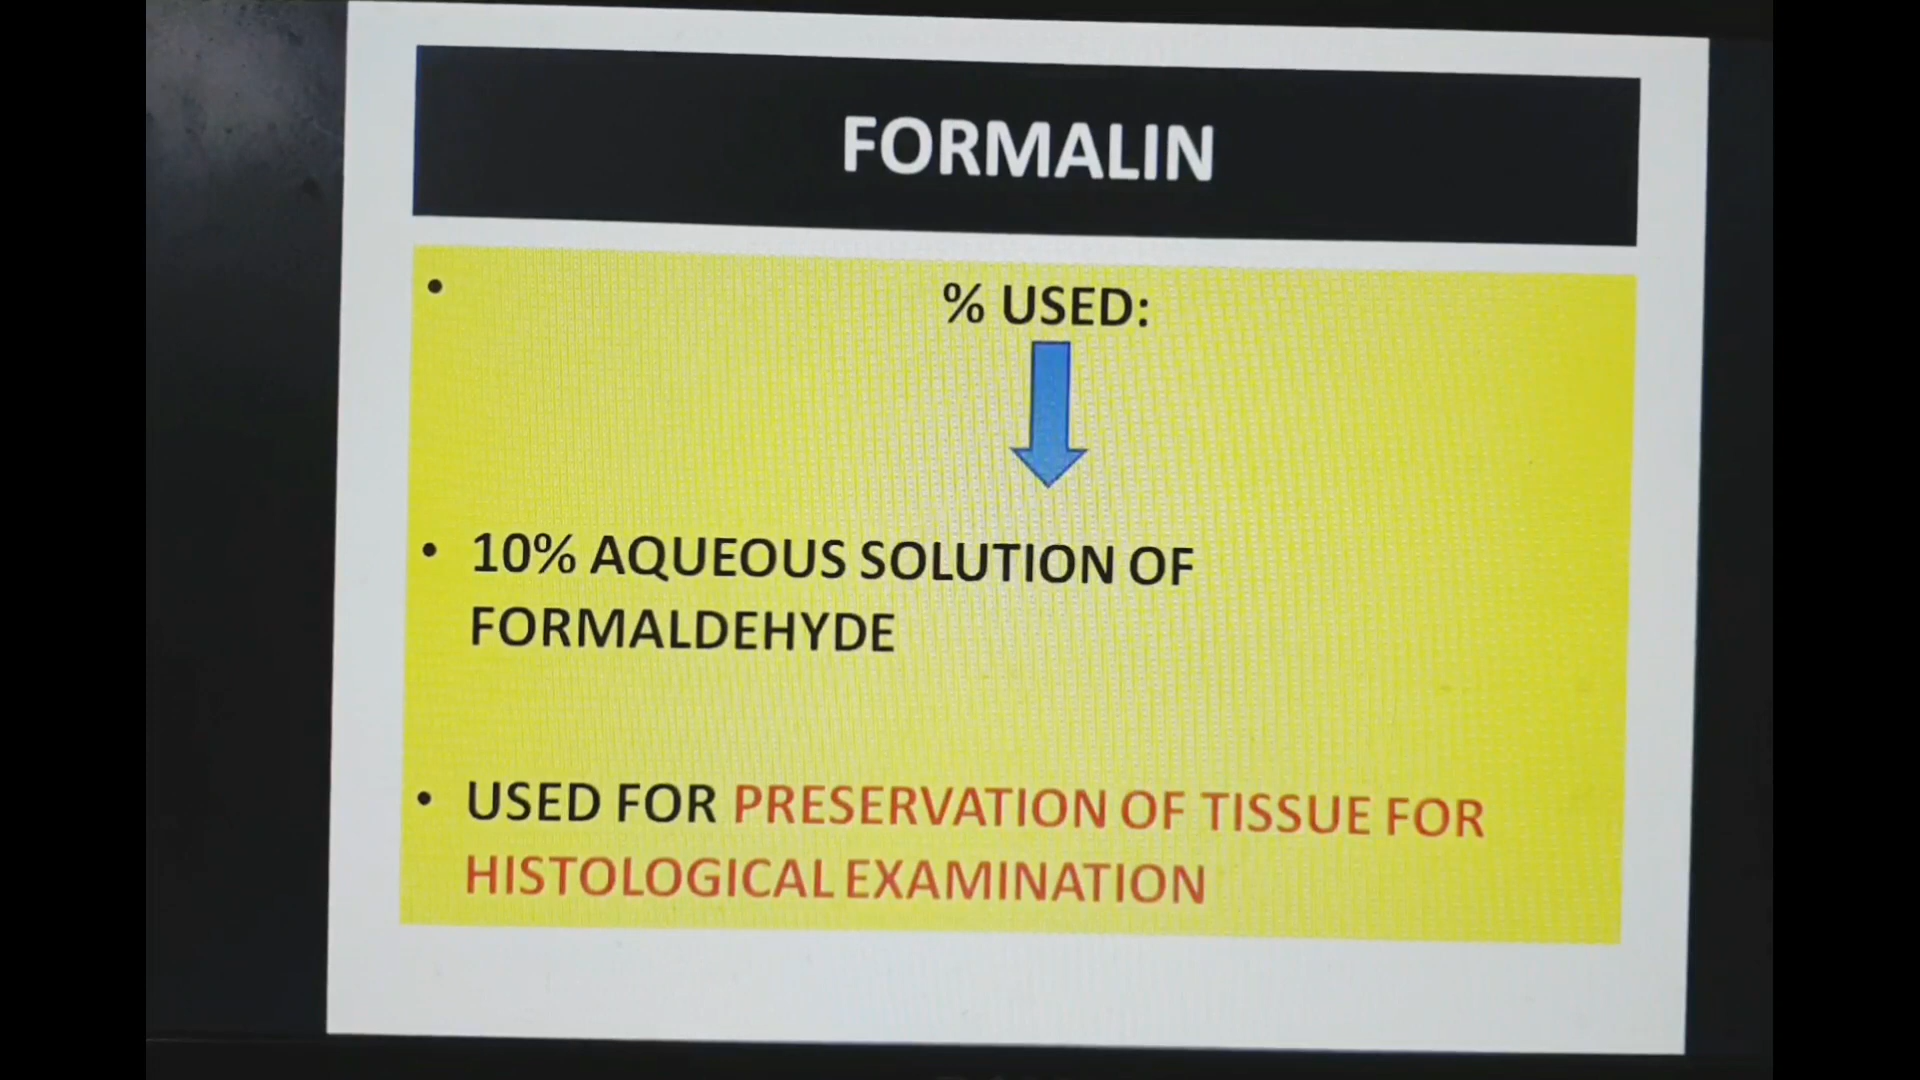 FORMALIN
• % USED:
• 10% AQUEOUS SOLUTION OF
FORMALDEHYDE
• USED FOR PRESERVATION OF TISSUE FOR
HISTOLOGICAL EXAMINATION